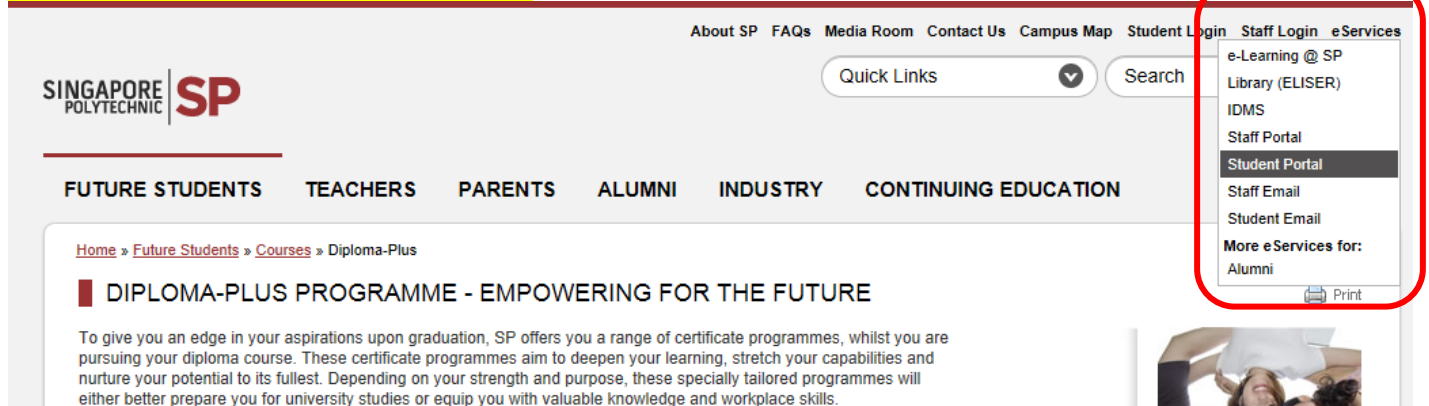 About SP FAQs Media Room Contact Us Campus Map Student Login Staff Login eServices
SINGAPORE
POLYTECHNIC
SP
Quick Links
Search
e-Learning @ SP
Library (ELISER)
IDMS
Staff Portal
Student Portal
Staff Email
Student Email
More eServices for:
Alumni
FUTURE STUDENTS TEACHERS PARENTS ALUMNI INDUSTRY CONTINUING EDUCATION
Home » Future Students » Courses » Diploma-Plus
DIPLOMA-PLUS PROGRAMME - EMPOWERING FOR THE FUTURE
Print
To give you an edge in your aspirations upon graduation, SP offers you a range of certificate programmes, whilst you are
pursuing your diploma course. These certificate programmes aim to deepen your learning, stretch your capabilities and
nurture your potential to its fullest. Depending on your strength and purpose, these specially tailored programmes will
either better prepare you for university studies or equip you with valuable knowledge and workplace skills.